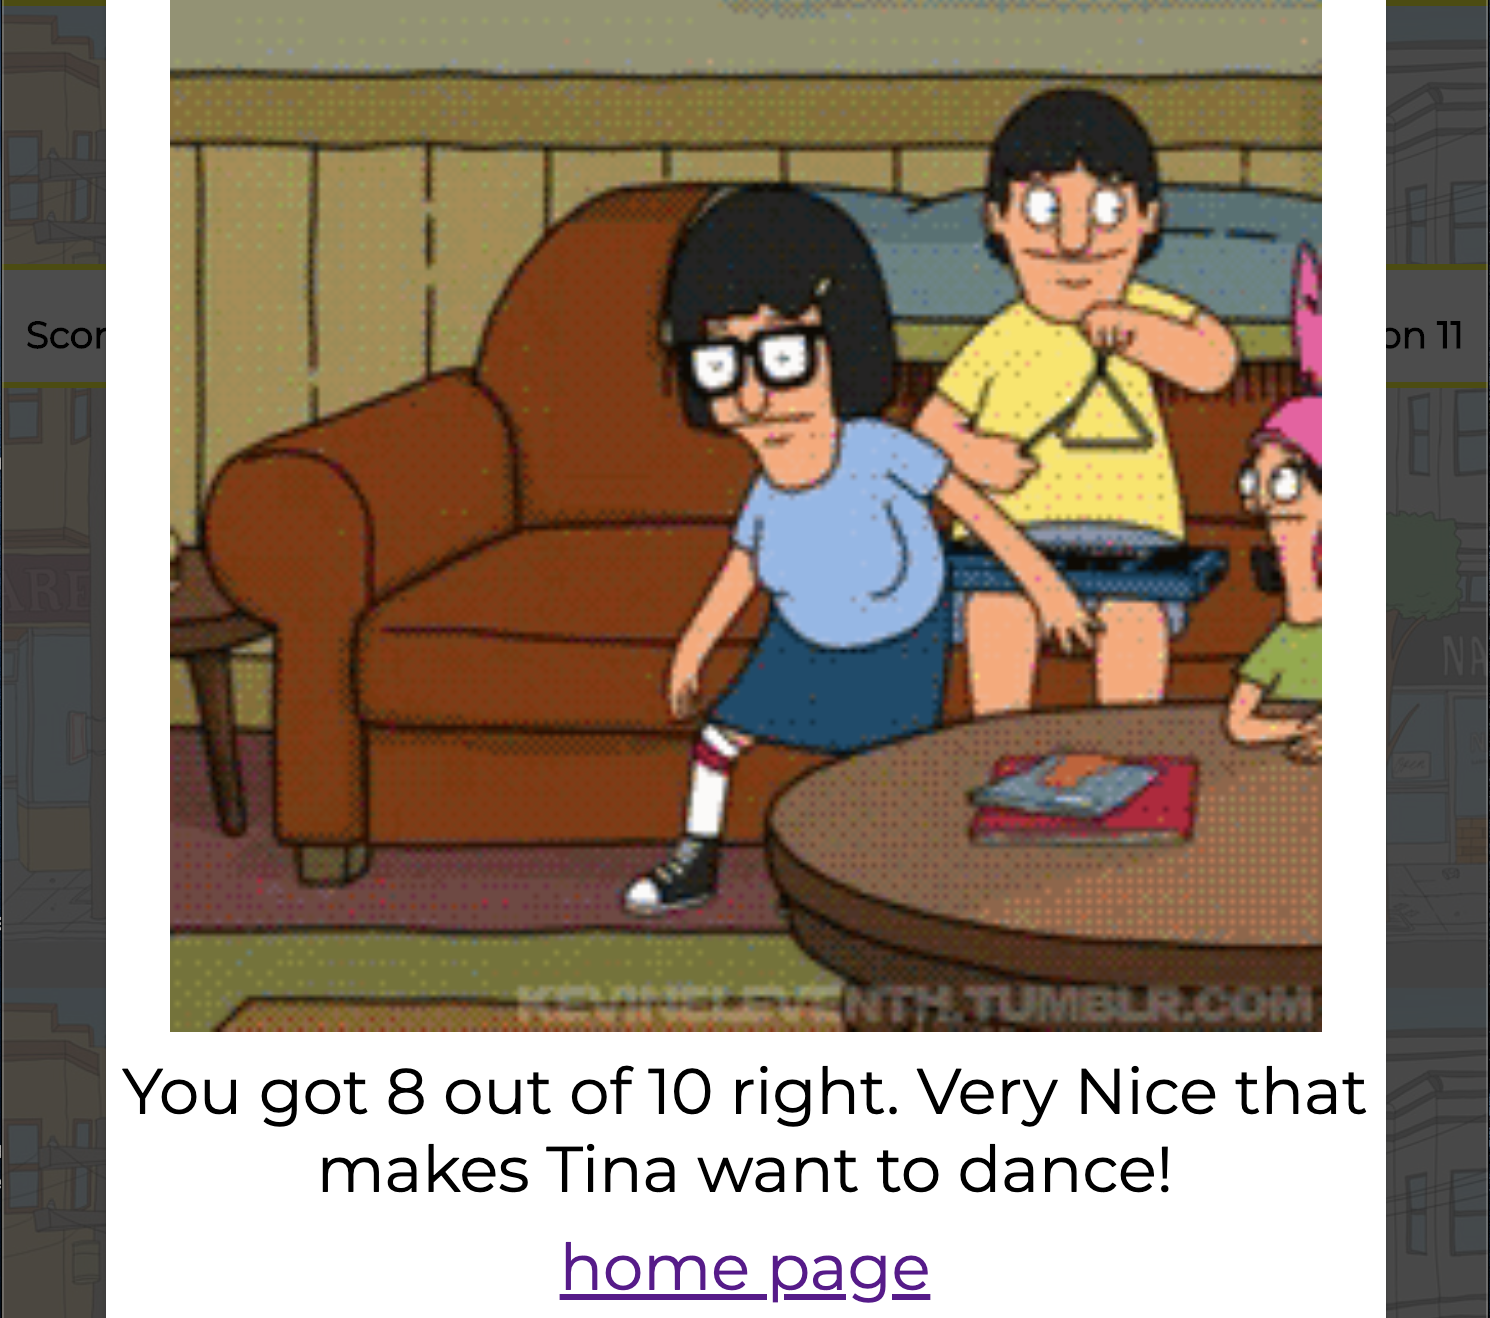 Scor
on 11
ARE
NA
KEVINELEVENTH.TUMBLR.COM
You got 8 out of 10 right. Very Nice that
makes Tina want to dance!
home page